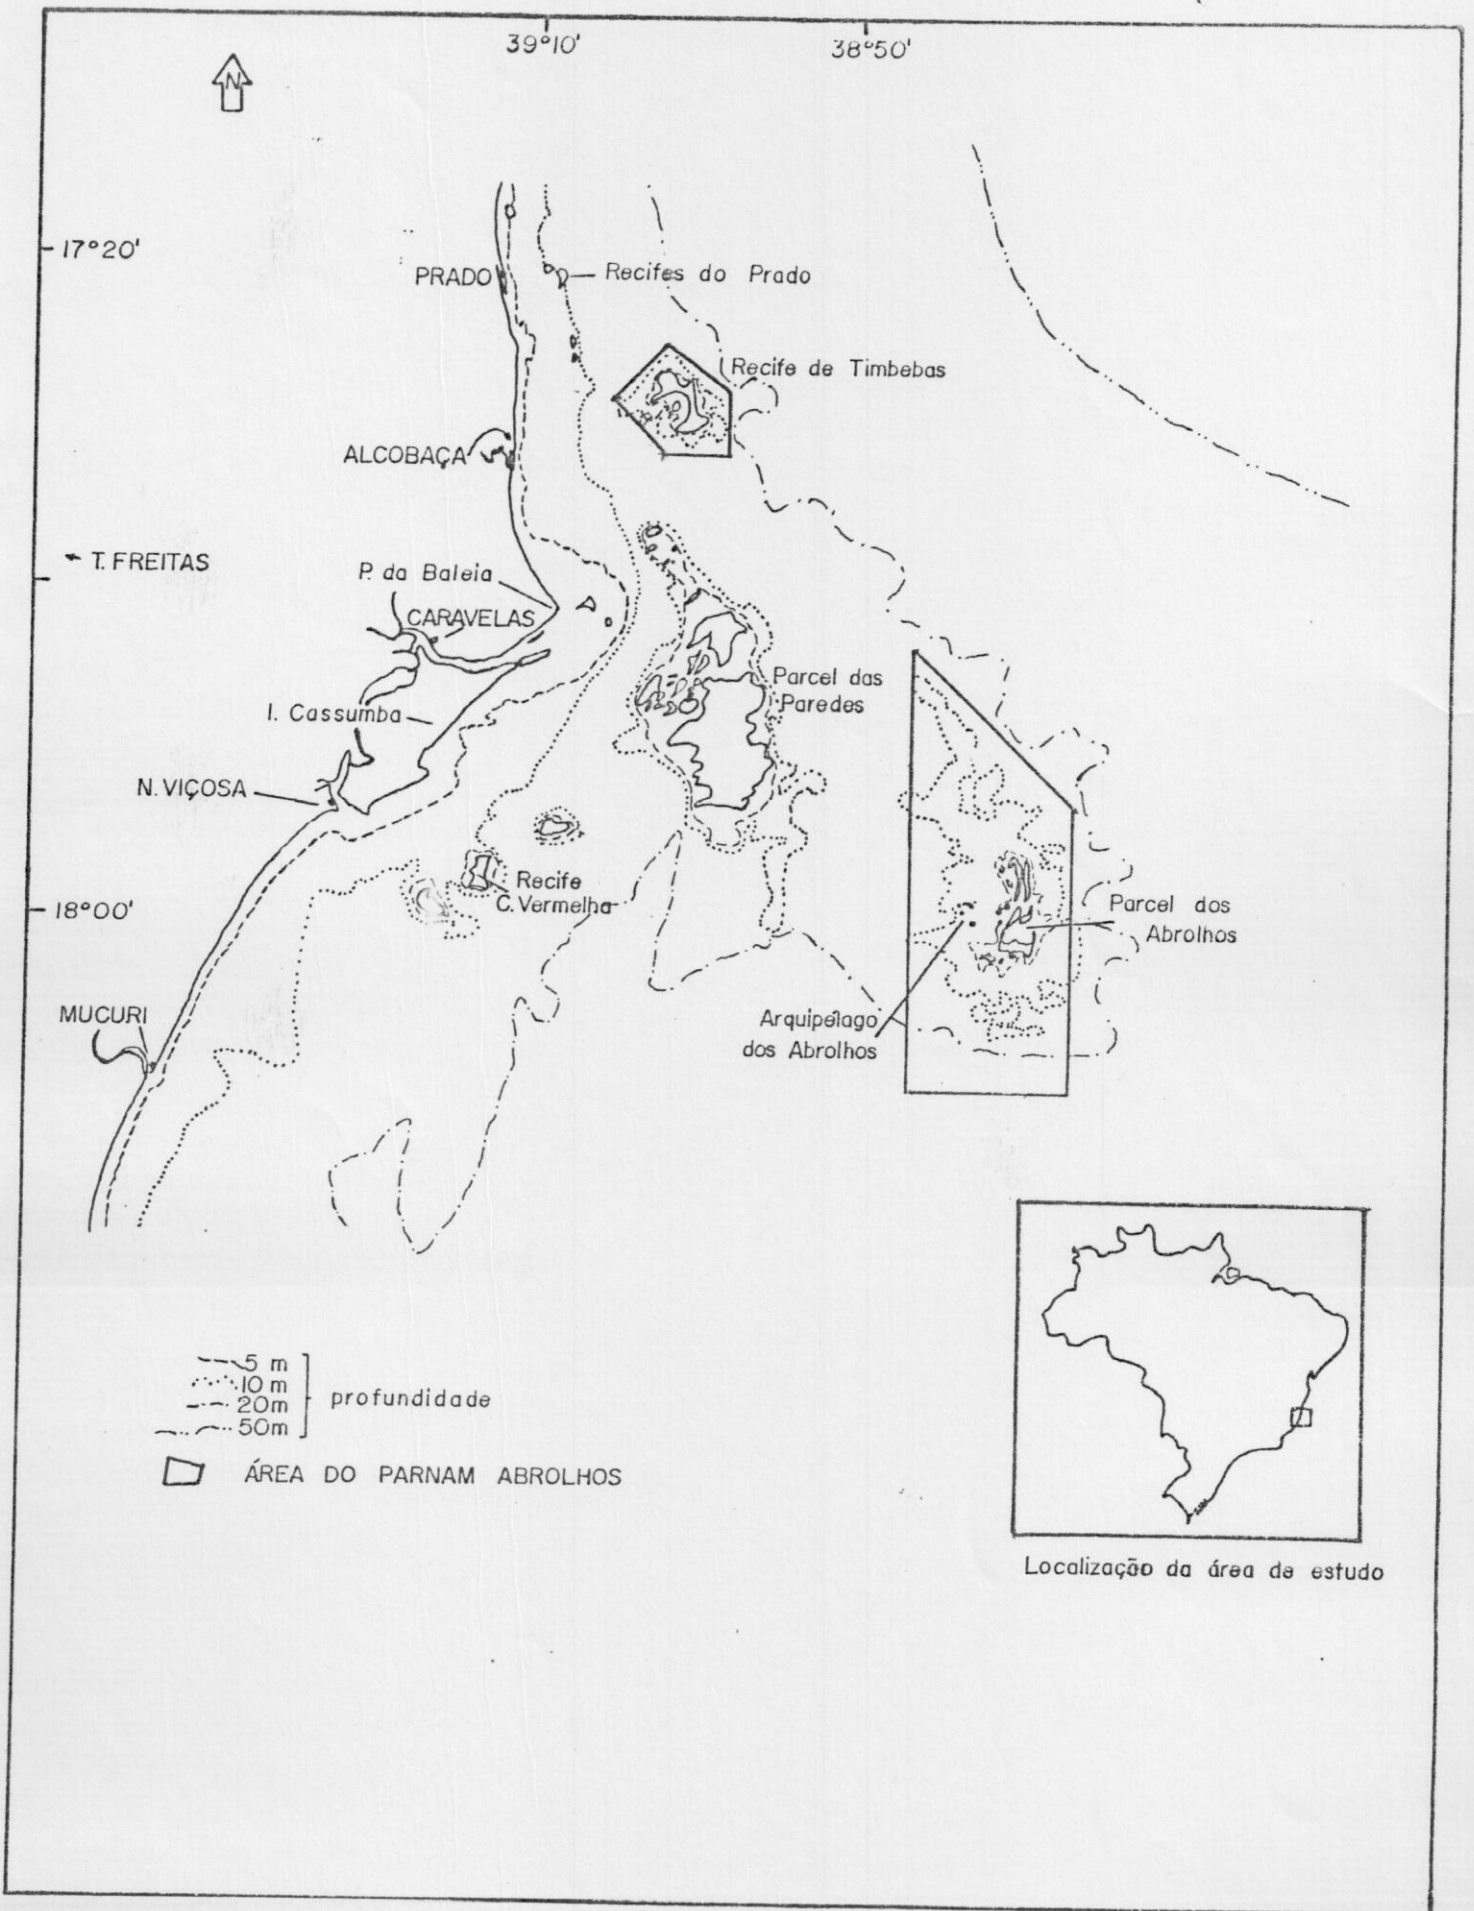 39°10'
38°50'
N
17°20'
PRADO
Recifes do Prado
Recife de Timbebas
ALCOBAÇA
T. FREITAS
P. da Baleia
CARAVELAS
Parcel das
Paredes
I. Cassumba
N. VIÇOSA
Recife
C. Vermelha
18°00'
Parcel dos
Abrolhos
MUCURI
Arquipélago
dos Abrolhos
5 m
10 m
20m
50m
profundidade
ÁREA DO PARNAM ABROLHOS
Localização da área de estudo